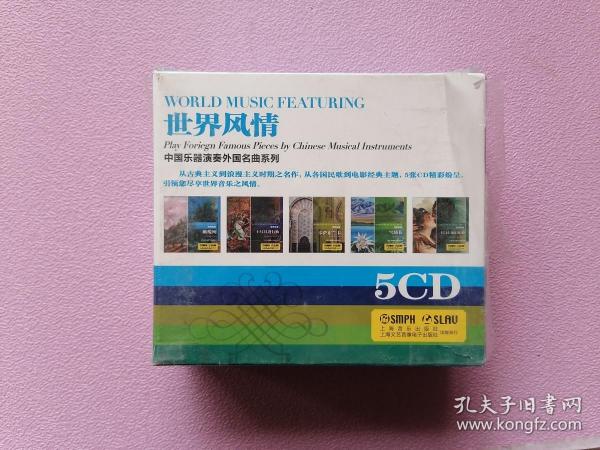 WORLD MUSIC FEATURING
世界风情
Play Foriegn Famous Pieces by Chinese Musical Instruments
中国乐器演奏外国名曲系列
从古典主义到浪漫主义时期之名作，从各国民歌到电影经典主题，5张CD精彩纷呈，
引领您尽享世界音乐之风情。
5CD
SMPH SLAV
上海音乐出版社
上海文艺音像电子出版社
孔夫子旧书网
www.kongfz.com